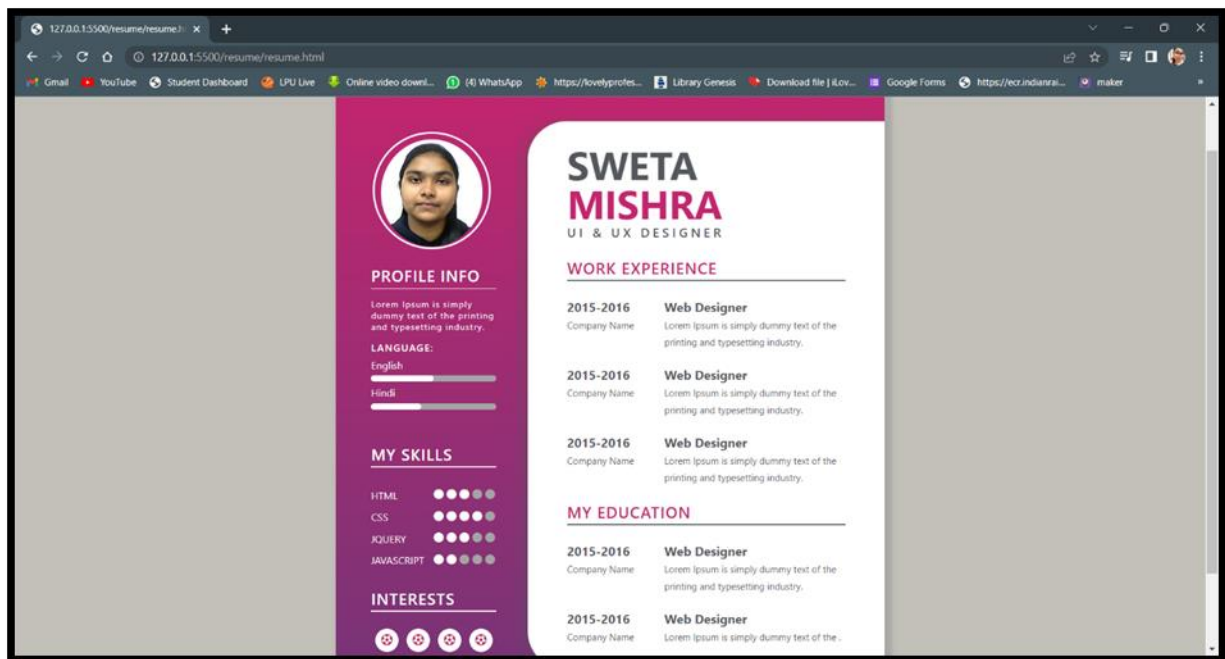 127.0.0.1:5500/resume/resume.h
127.0.0.1:5500/resume/resume.html
Gmail YouTube Student Dashboard LPU Live Online video downl... (4) WhatsApp https://lovelyprofes... Library Genesis Download file | iLov... Google Forms https://ecr.indianrai... maker
PROFILE INFO
Lorem Ipsum is simply
dummy text of the printing
and typesetting industry.
LANGUAGE:
English
Hindi
MY SKILLS
HTML
CSS
JQUERY
JAVASCRIPT
INTERESTS
SWETA
MISHRA
UI & UX DESIGNER
WORK EXPERIENCE
2015-2016 Web Designer
Company Name Lorem Ipsum is simply dummy text of the
printing and typesetting industry.
2015-2016 Web Designer
Company Name Lorem Ipsum is simply dummy text of the
printing and typesetting industry.
2015-2016 Web Designer
Company Name Lorem Ipsum is simply dummy text of the
printing and typesetting industry.
MY EDUCATION
2015-2016 Web Designer
Company Name Lorem Ipsum is simply dummy text of the
printing and typesetting industry.
2015-2016 Web Designer
Company Name Lorem Ipsum is simply dummy text of the .